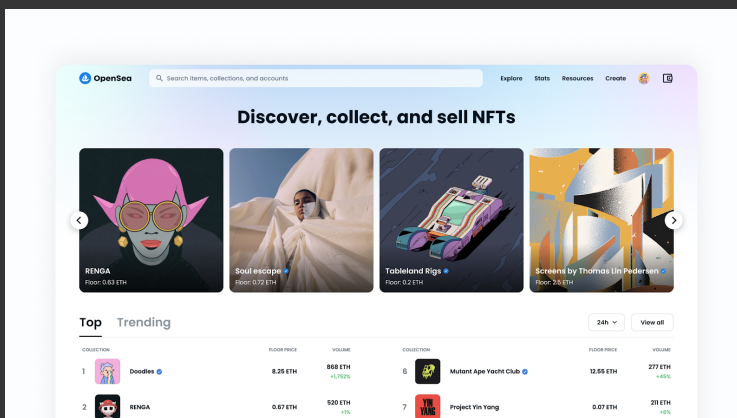 OpenSea
Search items, collections, and accounts
Explore Stats Resources Create
Discover, collect, and sell NFTs
RENGA
Floor: 0.63 ETH
Soul escape
Floor: 0.72 ETH
Tableland Rigs
Floor: 0.2 ETH
Screens by Thomas Lin Pedersen
Floor: 2.5 ETH
Top Trending
24h
View all
COLLECTION FLOOR PRICE VOLUME
1 Doodles 8.25 ETH 868 ETH
+1,762%
2 RENGA 0.67 ETH 520 ETH
+1%
COLLECTION FLOOR PRICE VOLUME
6 Mutant Ape Yacht Club 12.55 ETH 277 ETH
+46%
7 YIN
YANG
Project Yin Yang 0.07 ETH 211 ETH
+6%